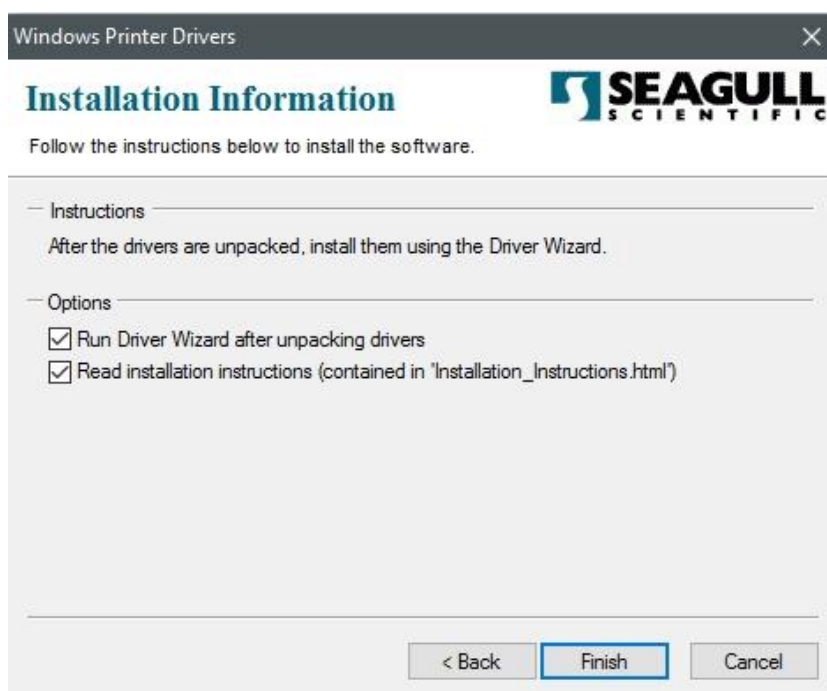 Windows Printer Drivers
Installation Information
SEAGULL
SCIENTIFIC
Follow the instructions below to install the software.
Instructions
After the drivers are unpacked, install them using the Driver Wizard.
Options
Run Driver Wizard after unpacking drivers
Read installation instructions (contained in 'Installation_Instructions.html')
< Back Finish Cancel